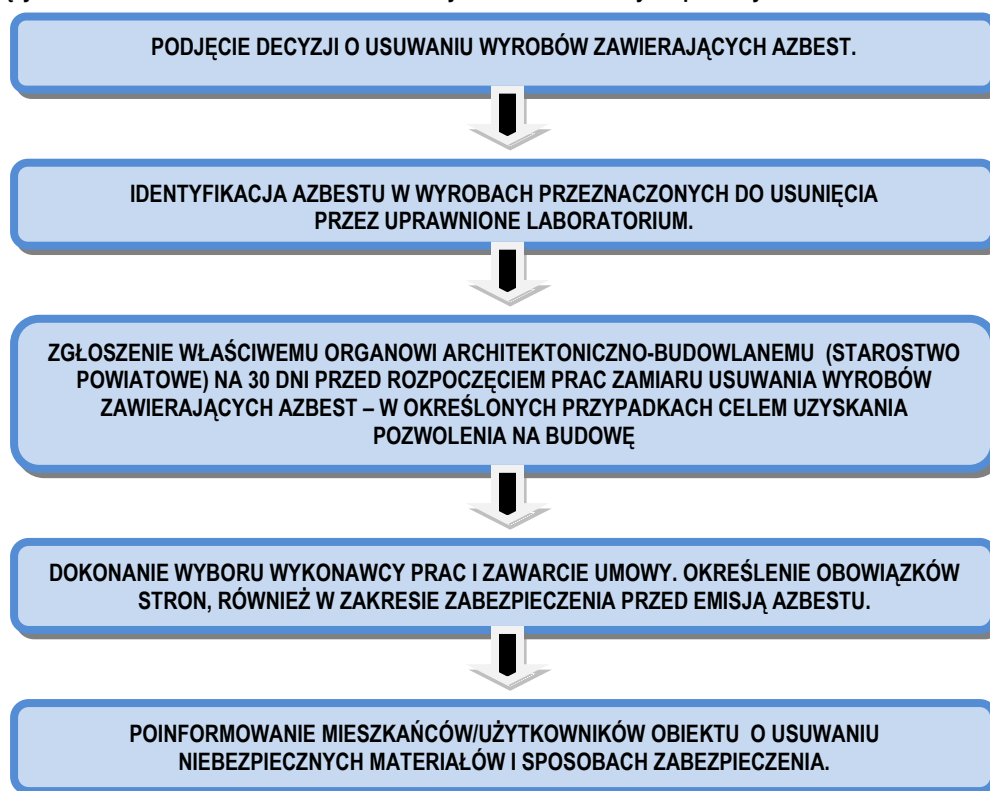 PODJĘCIE DECYZJI O USUWANIU WYROBÓW ZAWIERAJĄCYCH AZBEST.
IDENTYFIKACJA AZBESTU W WYROBACH PRZEZNACZONYCH DO USUNIĘCIA
PRZEZ UPRAWNIONE LABORATORIUM.
ZGŁOSZENIE WŁAŚCIWEMU ORGANOWI ARCHITEKTONICZNO-BUDOWLANEMU (STAROSTWO
POWIATOWE) NA 30 DNI PRZED ROZPOCZĘCIEM PRAC ZAMIARU USUWANIA WYROBÓW
ZAWIERAJĄCYCH AZBEST – W OKREŚLONYCH PRZYPADKACH CELEM UZYSKANIA
POZWOLENIA NA BUDOWĘ
DOKONANIE WYBORU WYKONAWCY PRAC I ZAWARCIE UMOWY. OKREŚLENIE OBOWIĄZKÓW
STRON, RÓWNIEŻ W ZAKRESIE ZABEZPIECZENIA PRZED EMISJĄ AZBESTU.
POINFORMOWANIE MIESZKAŃCÓW/UŻYTKOWNIKÓW OBIEKTU O USUWANIU
NIEBEZPIECZNYCH MATERIAŁÓW I SPOSOBACH ZABEZPIECZENIA.